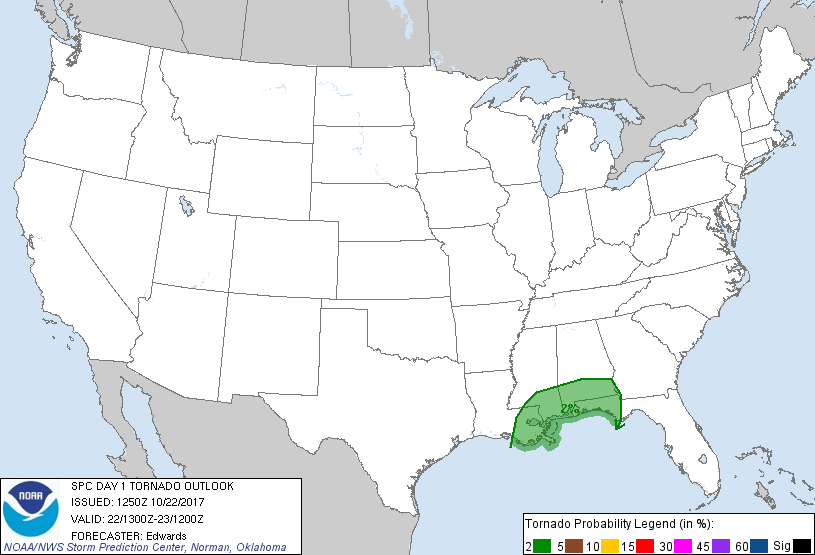 2%
SPC DAY 1 TORNADO OUTLOOK
ISSUED: 1250Z 10/22/2017
VALID: 22/1300Z-23/1200Z
FORECASTER: Edwards
NOAA/NWS Storm Prediction Center, Norman, Oklahoma
NOAA
Tornado Probability Legend (in %):
2 5 10 15 30 45 60 Sig